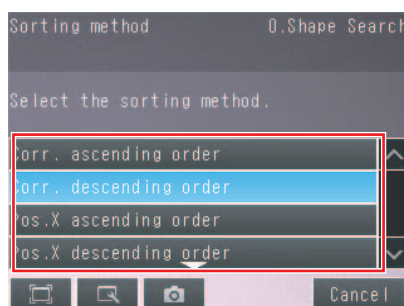 Sorting method 0.Shape Search
Select the sorting method.
Corr. ascending order
Corr. descending order
Pos.X ascending order
Pos.X descending order
Cancel